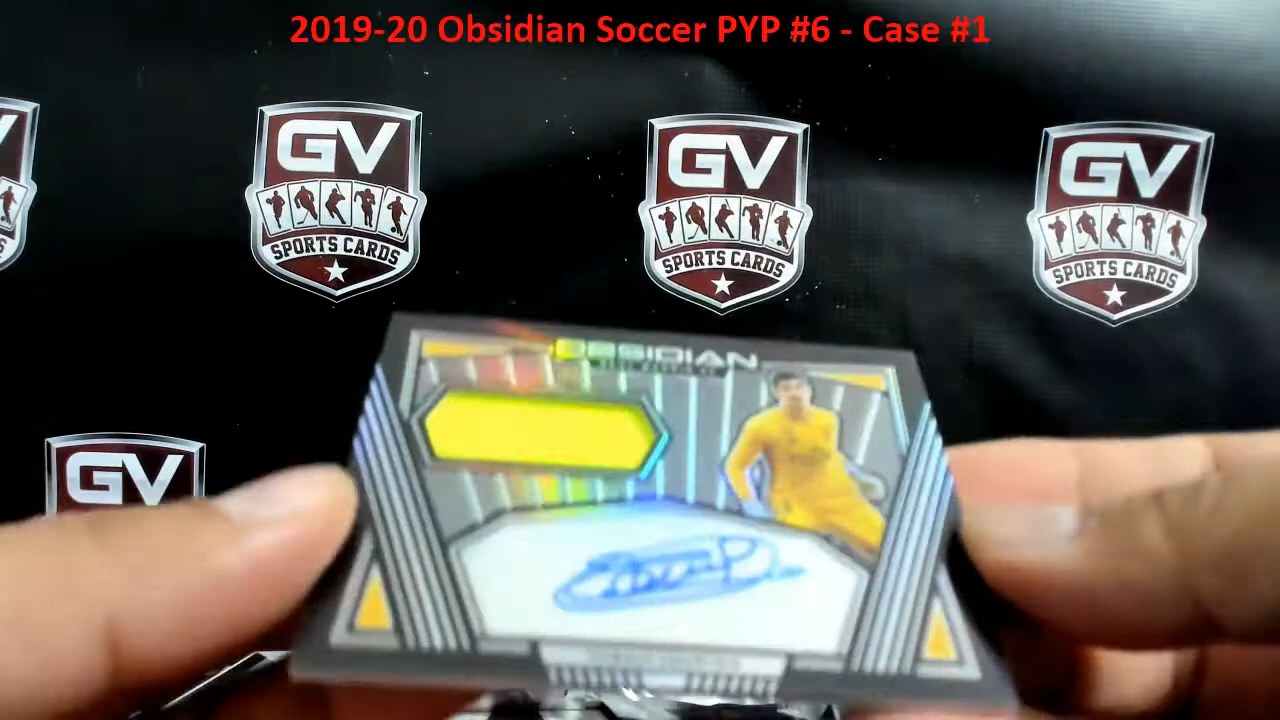 2019-20 Obsidian Soccer PYP #6 - Case #1
GV
SPORTS CARDS
GV
SPORTS CARDS
GV
SPORTS CARDS
GV
OBSIDIAN